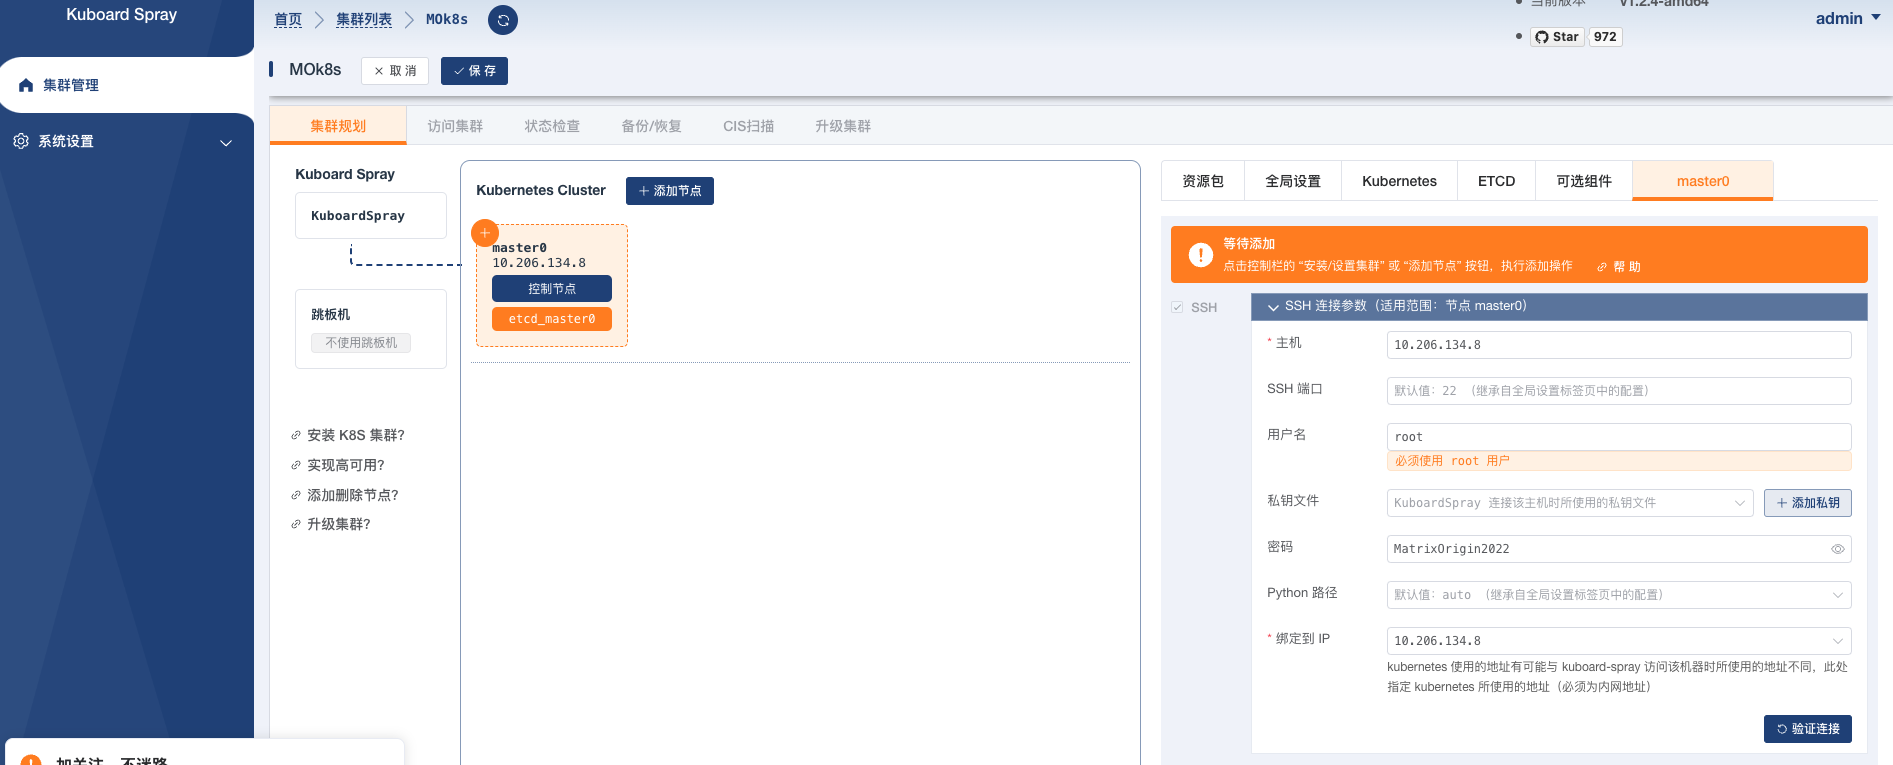 Kuboard Spray
首页
集群列表
MOk8s
当前版本 v1.2.4-amd64
Star 972
admin
集群管理
系统设置
MOk8s
取 消
保 存
集群规划
访问集群
状态检查
备份/恢复
CIS扫描
升级集群
Kuboard Spray
KuboardSpray
跳板机
不使用跳板机
安装 K8S 集群?
实现高可用?
添加删除节点?
升级集群?
Kubernetes Cluster
添加节点
master0
10.206.134.8
控制节点
etcd_master0
资源包
全局设置
Kubernetes
ETCD
可选组件
master0
等待添加
点击控制栏的 “安装/设置集群” 或 “添加节点” 按钮，执行添加操作
帮 助
SSH
SSH 连接参数（适用范围：节点 master0）
* 主机
10.206.134.8
SSH 端口
默认值：22 （继承自全局设置标签页中的配置）
用户名
root
必须使用 root 用户
私钥文件
KuboardSpray 连接该主机时所使用的私钥文件
添加私钥
密码
MatrixOrigin2022
Python 路径
默认值：auto （继承自全局设置标签页中的配置）
* 绑定到 IP
10.206.134.8
kubernetes 使用的地址有可能与 kuboard-spray 访问该机器时所使用的地址不同，此处
指定 kubernetes 所使用的地址（必须为内网地址）
验证连接
加关注，不迷路